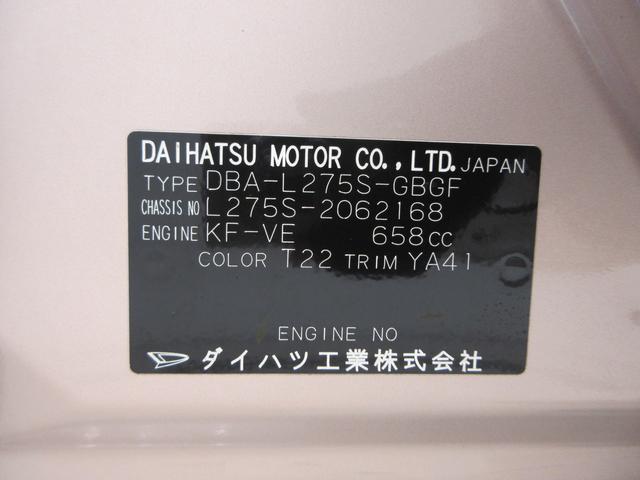 DAIHATSU MOTOR CO., LTD. JAPAN
TYPE DBA-L275S-GBGF
CHASSIS NO L275S-2062168
ENGINE KF-VE 658CC
COLOR T22 TRIM YA41
ENGINE NO
ダイハツ工業株式会社